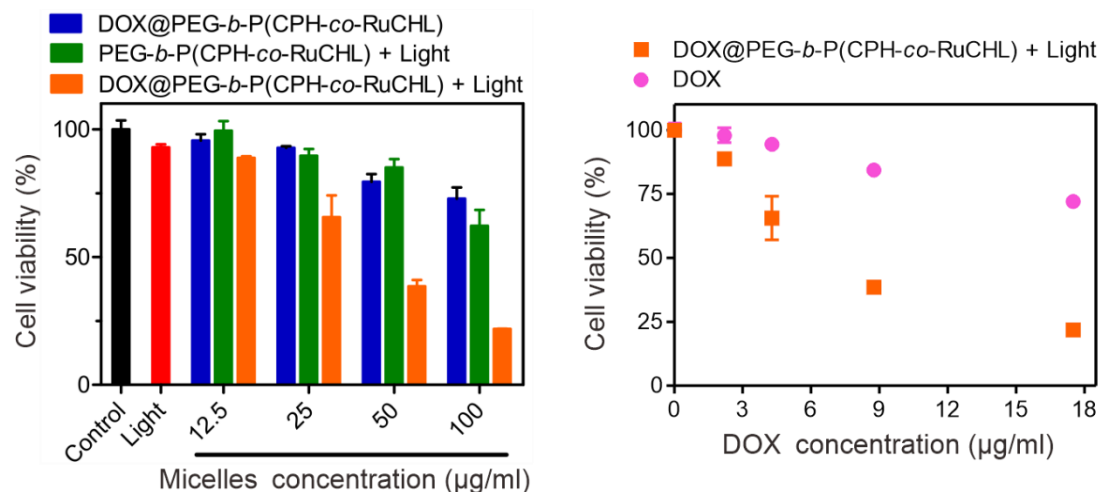 DOX@PEG-b-P(CPH-co-RuCHL)
PEG-b-P(CPH-co-RuCHL) + Light
DOX@PEG-b-P(CPH-co-RuCHL) + Light
Cell viability (%)
100
50
0
Control
Light
12.5
25
50
100
Micelles concentration (µg/ml)
DOX@PEG-b-P(CPH-co-RuCHL) + Light
DOX
Cell viability (%)
100
75
50
25
0
0 3 6 9 12 15 18
DOX concentration (µg/ml)